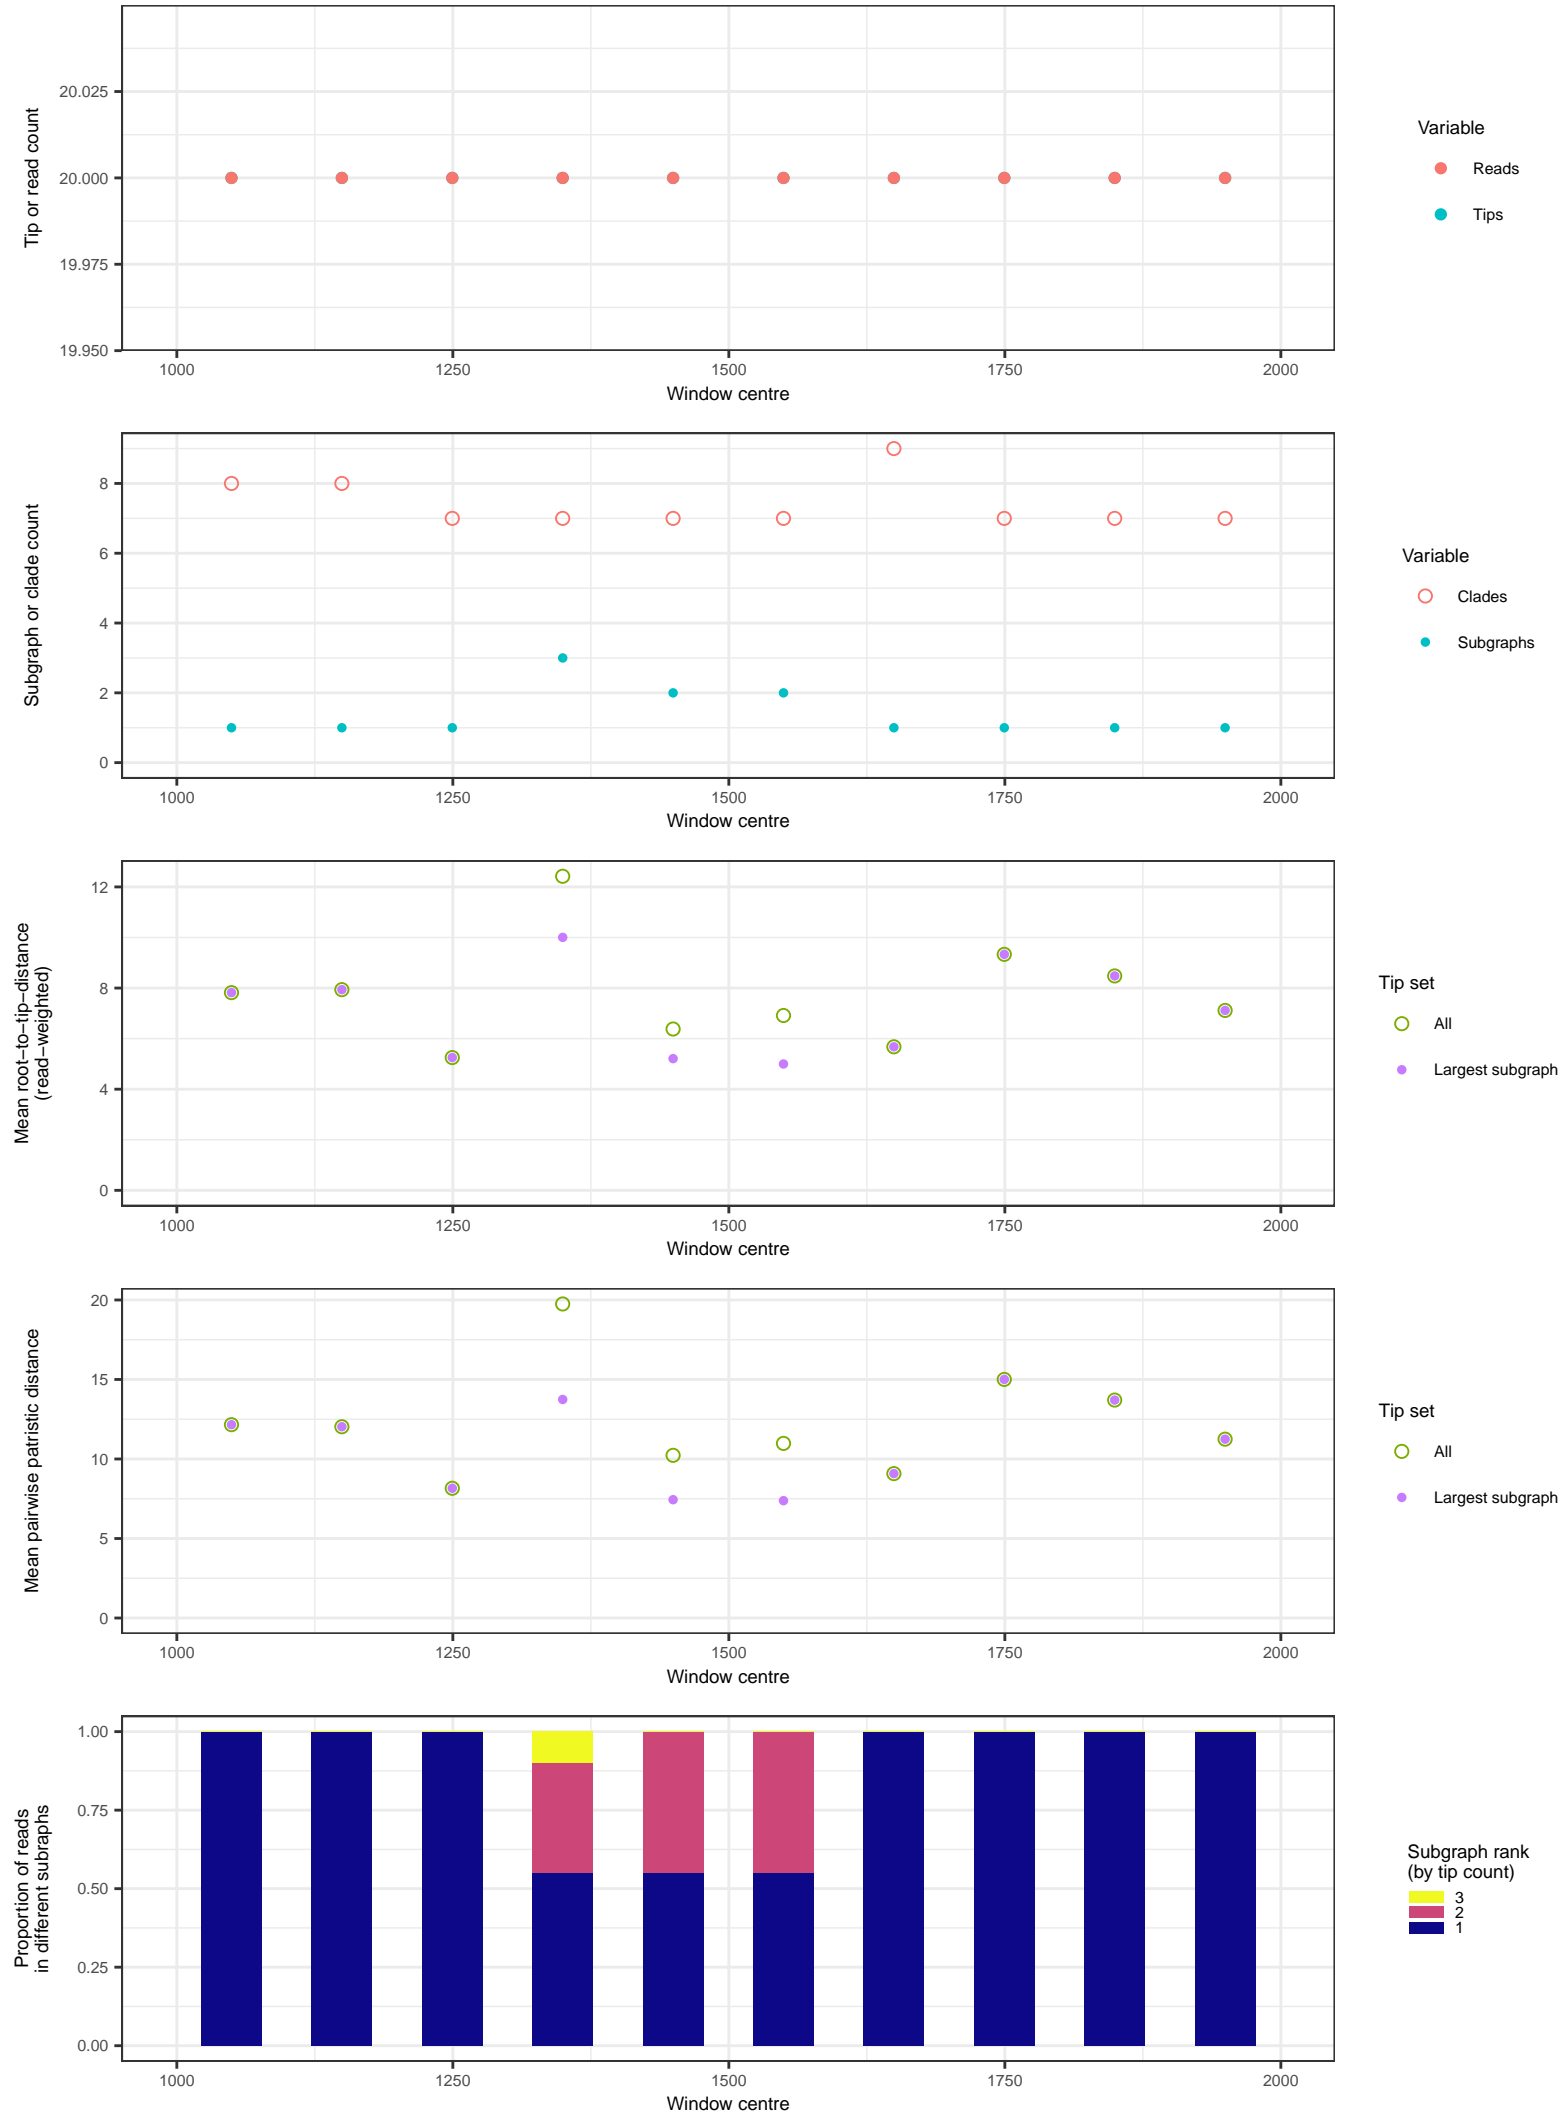 Tip or read count
20.025
20.000
19.975
19.950
1000 1250 1500 1750 2000
Window centre
Variable
Reads
Tips
Subgraph or clade count
8
6
4
2
0
1000 1250 1500 1750 2000
Window centre
Variable
Clades
Subgraphs
Mean root−to−tip−distance
(read−weighted)
12
8
4
0
1000 1250 1500 1750 2000
Window centre
Tip set
All
Largest subgraph
Mean pairwise patristic distance
20
15
10
5
0
1000 1250 1500 1750 2000
Window centre
Tip set
All
Largest subgraph
Proportion of reads
in different subraphs
1.00
0.75
0.50
0.25
0.00
1000 1250 1500 1750 2000
Window centre
Subgraph rank
(by tip count)
3
2
1